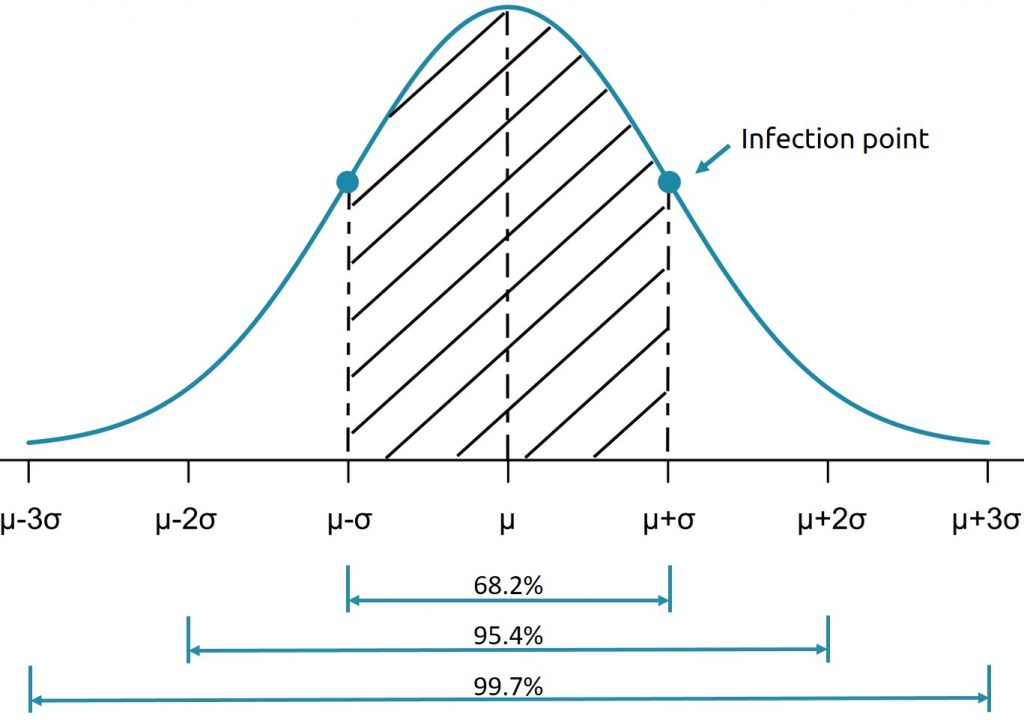 Infection point
μ-3σ μ-2σ μ-σ μ μ+σ μ+2σ μ+3σ
68.2%
95.4%
99.7%